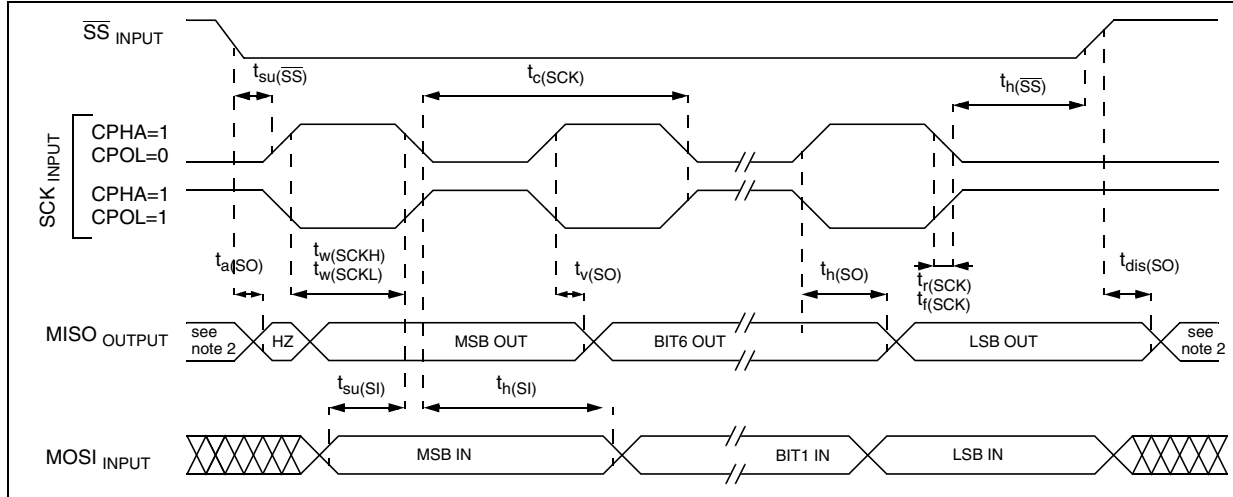 SS INPUT
tsu(SS)
tc(SCK)
th(SS)
SCK INPUT
CPHA=1
CPOL=0
CPHA=1
CPOL=1
ta(SO)
tw(SCKH)
tw(SCKL)
tv(SO)
th(SO)
tr(SCK)
tf(SCK)
tdis(SO)
MISO OUTPUT
see
note 2
HZ
MSB OUT
BIT6 OUT
LSB OUT
see
note 2
tsu(SI)
th(SI)
MOSI INPUT
MSB IN
BIT1 IN
LSB IN